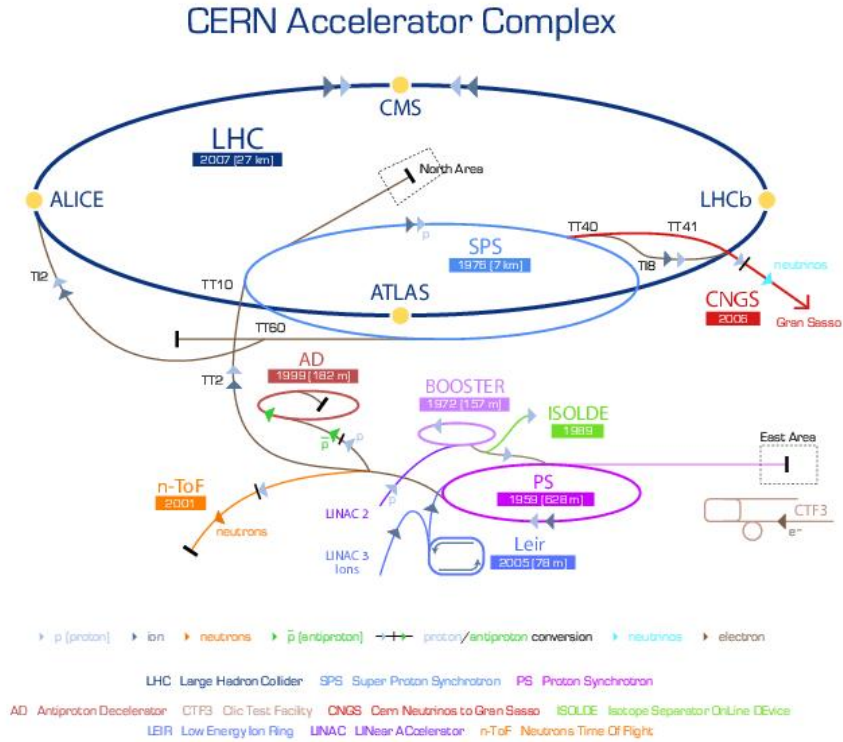 CERN Accelerator Complex
CMS
LHC
2007 (27 km)
North Area
ALICE
LHCb
TT40
TT41
p
SPS
1976 (7 km)
TI8
neutrinos
TI2
TT10
ATLAS
CNGS
2006
Gran Sasso
TT60
AD
1999 (182 m)
TT2
BOOSTER
1972 (157 m)
ISOLDE
1989
p̅
p
East Area
n-ToF
2001
PS
1959 (628 m)
LINAC 2
p
neutrons
CTF3
e-
LINAC 3
Ions
Leir
2005 (78 m)
p (proton)
ion
neutrons
p̅ (antiproton)
proton/antiproton conversion
neutrinos
electron
LHC Large Hadron Collider
SPS Super Proton Synchrotron
PS Proton Synchrotron
AD Antiproton Decelerator
CTF3 Clic Test Facility
CNGS Cern Neutrinos to Gran Sasso
ISOLDE Isotope Separator OnLine DEvice
LEIR Low Energy Ion Ring
LINAC LINear ACcelerator
n-ToF Neutrons Time Of Flight